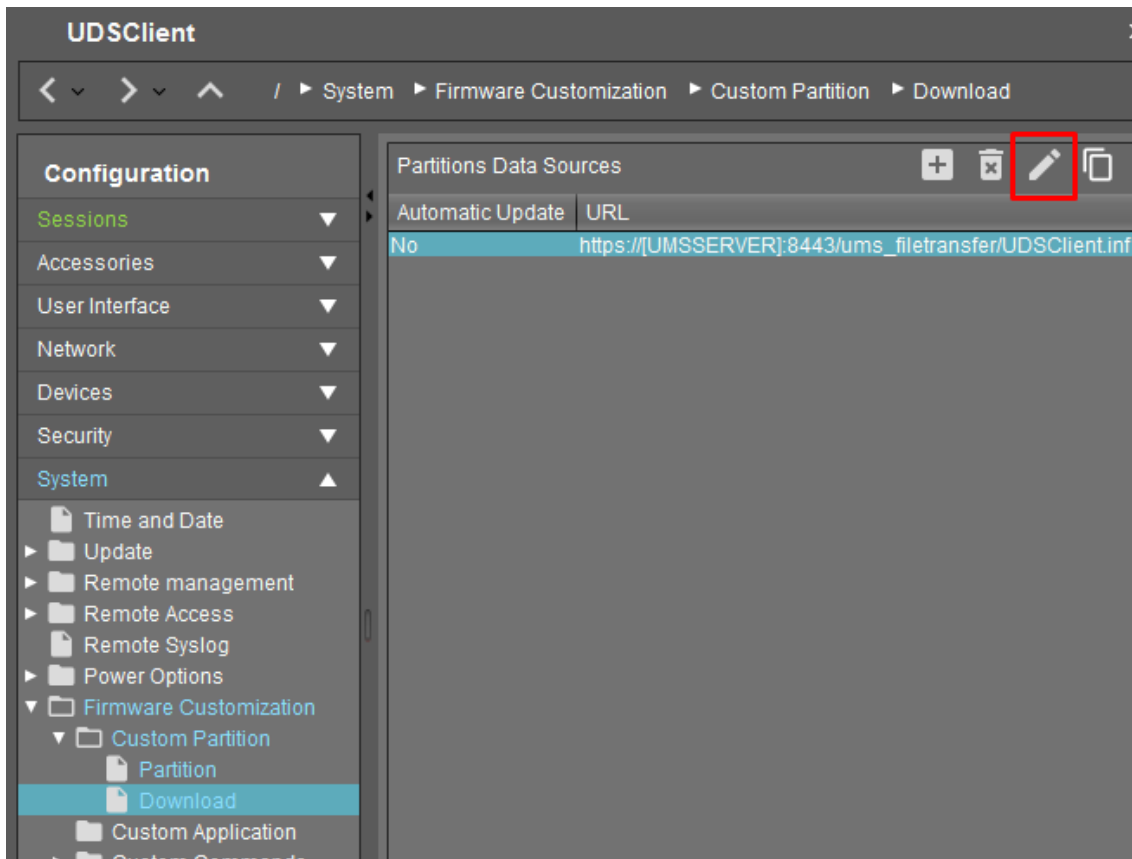 UDSClient
/ ► System ► Firmware Customization ► Custom Partition ► Download
Configuration
Sessions
Accessories
User Interface
Network
Devices
Security
System
Time and Date
Update
Remote management
Remote Access
Remote Syslog
Power Options
Firmware Customization
Custom Partition
Partition
Download
Custom Application
Custom Commands
Partitions Data Sources
Automatic Update URL
No https://[UMSSERVER]:8443/ums_filetransfer/UDSClient.inf